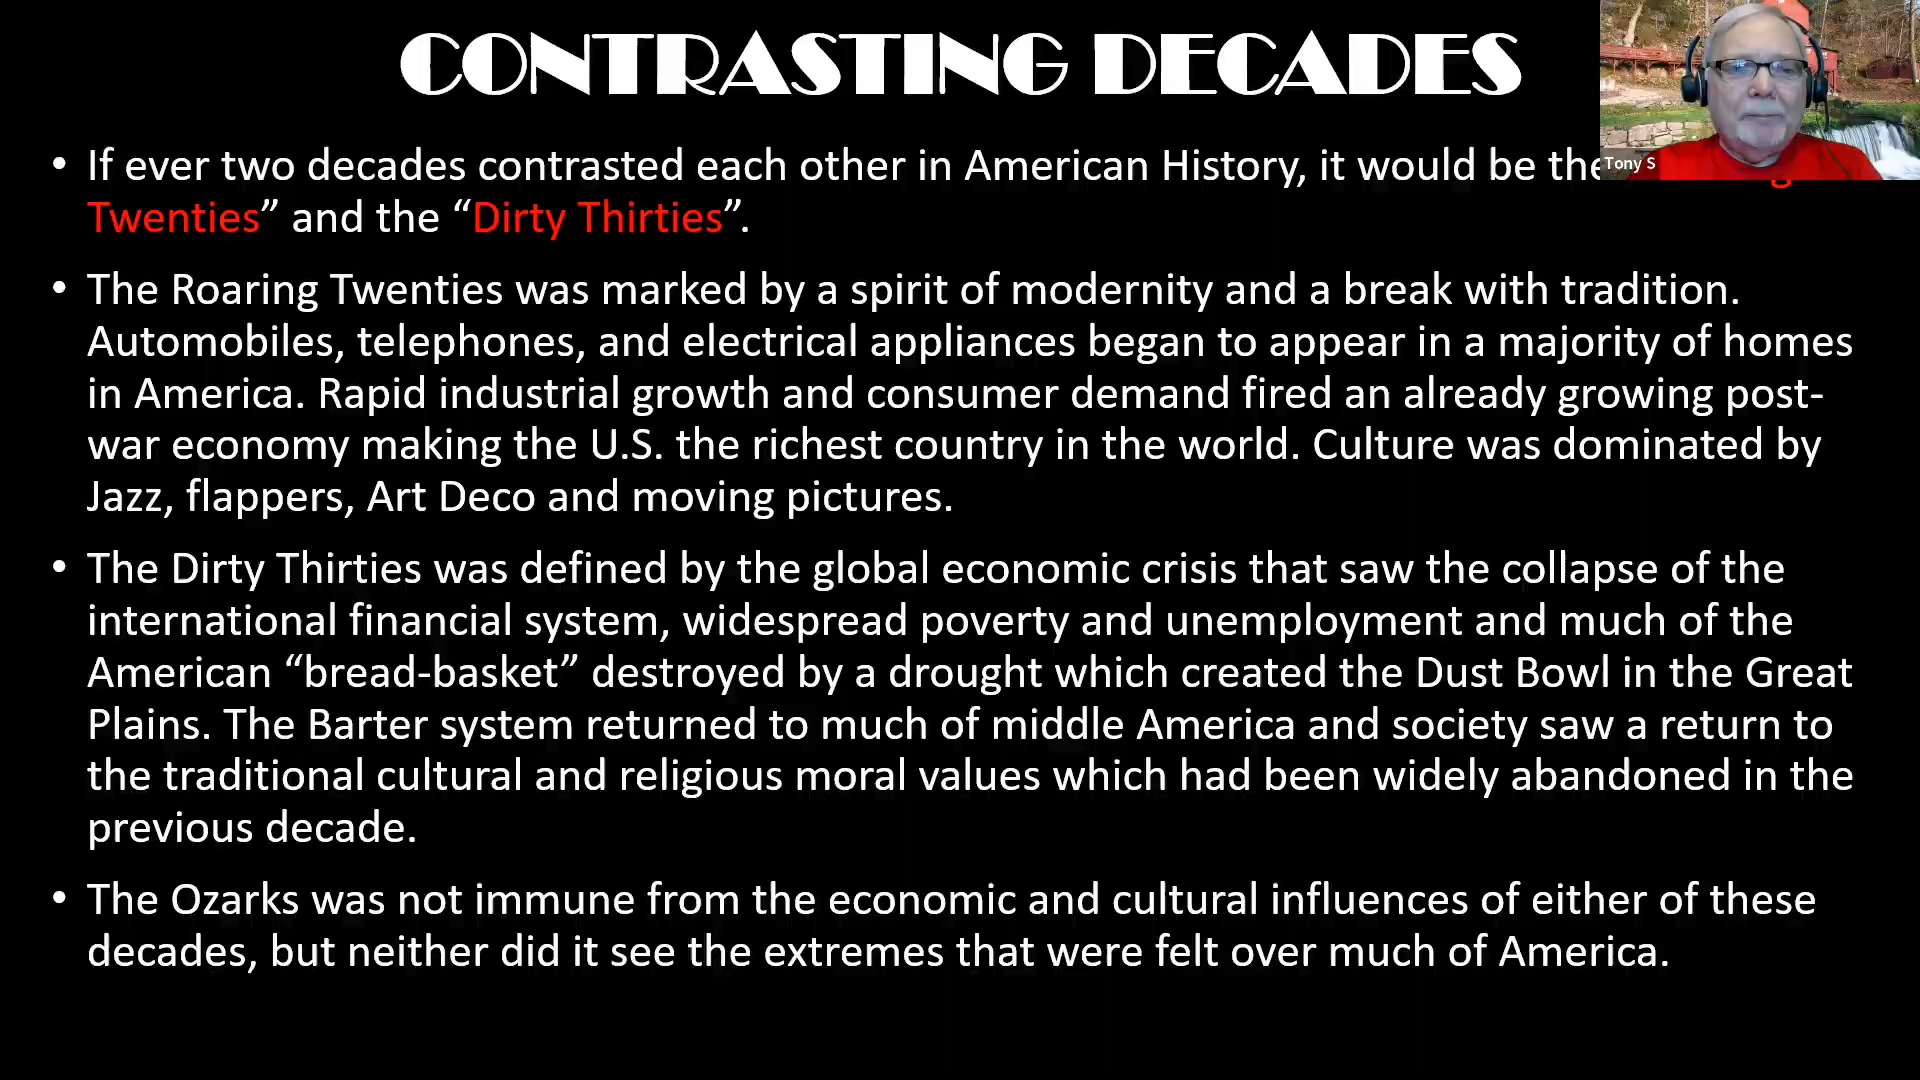 CONTRASTING DECADES
• If ever two decades contrasted each other in American History, it would be the
Twenties” and the “Dirty Thirties”.
• The Roaring Twenties was marked by a spirit of modernity and a break with tradition.
Automobiles, telephones, and electrical appliances began to appear in a majority of homes
in America. Rapid industrial growth and consumer demand fired an already growing post-
war economy making the U.S. the richest country in the world. Culture was dominated by
Jazz, flappers, Art Deco and moving pictures.
• The Dirty Thirties was defined by the global economic crisis that saw the collapse of the
international financial system, widespread poverty and unemployment and much of the
American “bread-basket” destroyed by a drought which created the Dust Bowl in the Great
Plains. The Barter system returned to much of middle America and society saw a return to
the traditional cultural and religious moral values which had been widely abandoned in the
previous decade.
• The Ozarks was not immune from the economic and cultural influences of either of these
decades, but neither did it see the extremes that were felt over much of America.
Tony S